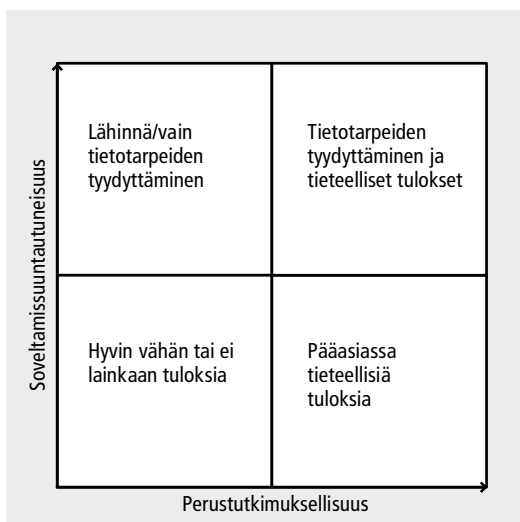 Soveltamissuuntautuneisuus
Lähinnä/vain
tietotarpeiden
tyydyttäminen
Tietotarpeiden
tyydyttäminen ja
tieteelliset tulokset
Hyvin vähän tai ei
lainkaan tuloksia
Pääasiassa
tieteellisiä
tuloksia
Perustutkimuksellisuus